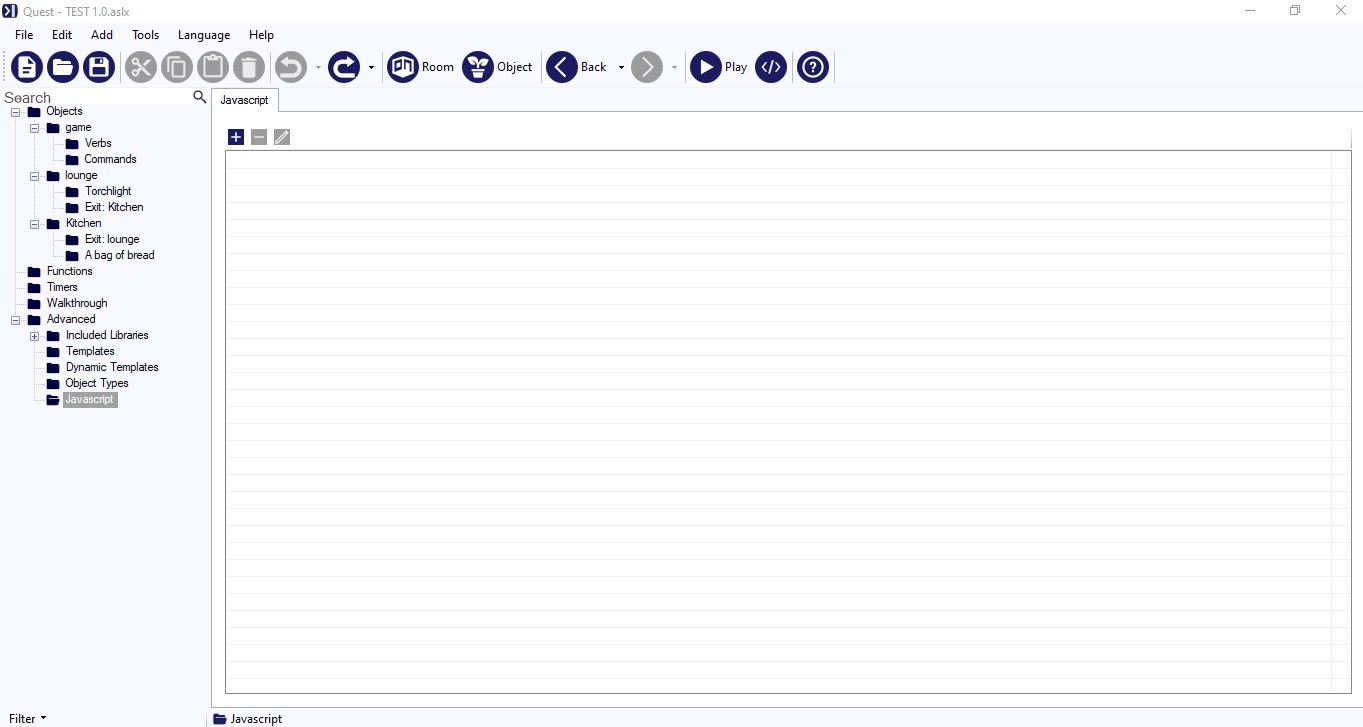 Quest - TEST 1.0.aslx
File Edit Add Tools Language Help
Room Object Back Play
Search
Javascript
Objects
game
Verbs
Commands
lounge
Torchlight
Exit: Kitchen
Kitchen
Exit: lounge
A bag of bread
Functions
Timers
Walkthrough
Advanced
Included Libraries
Templates
Dynamic Templates
Object Types
Javascript
Filter
Javascript